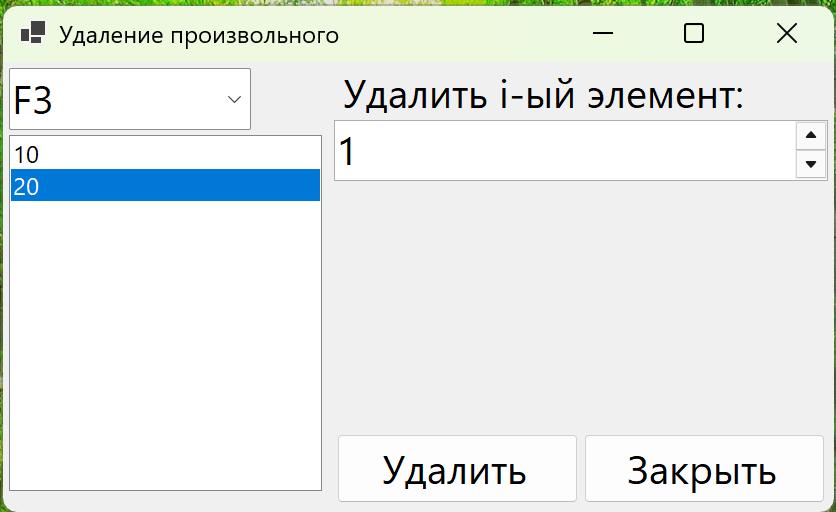 Удаление произвольного
F3
Удалить i-ый элемент:
10
20
1
Удалить
Закрыть